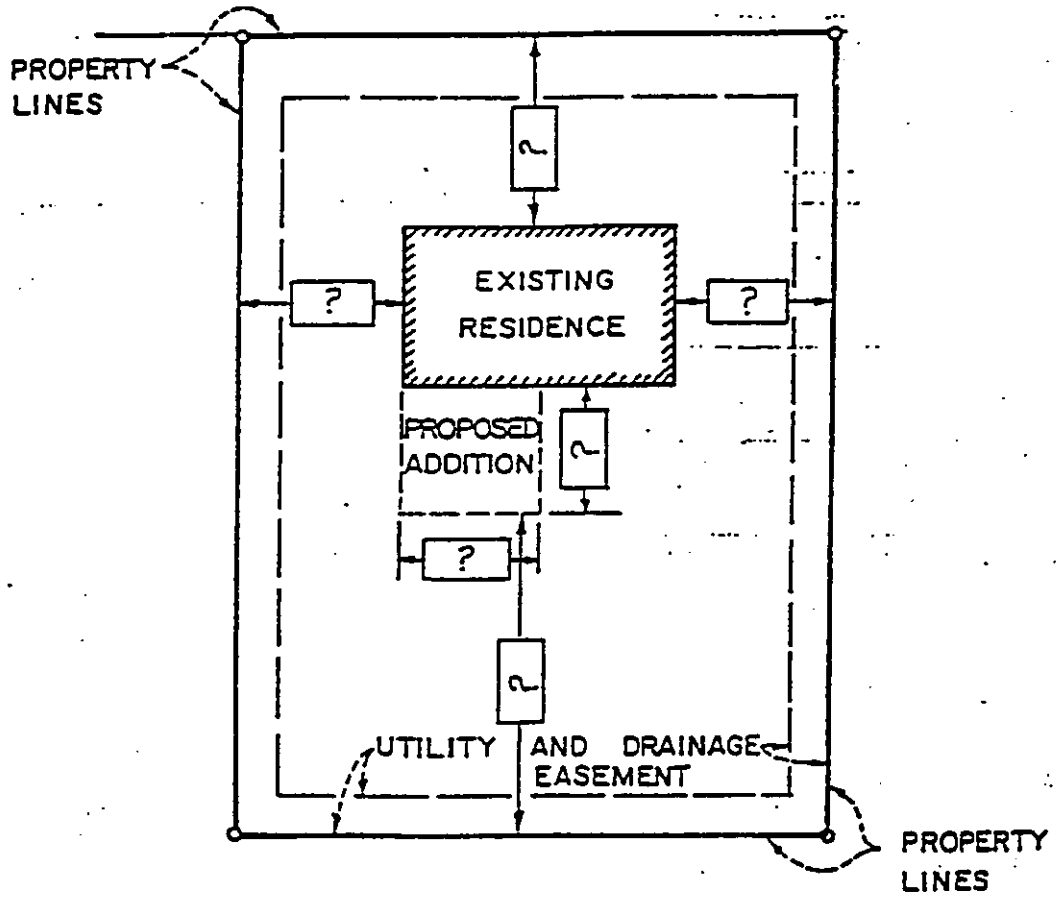 PROPERTY
LINES
?
EXISTING
RESIDENCE
?
?
PROPOSED
ADDITION
?
?
?
UTILITY AND DRAINAGE
EASEMENT
PROPERTY
LINES